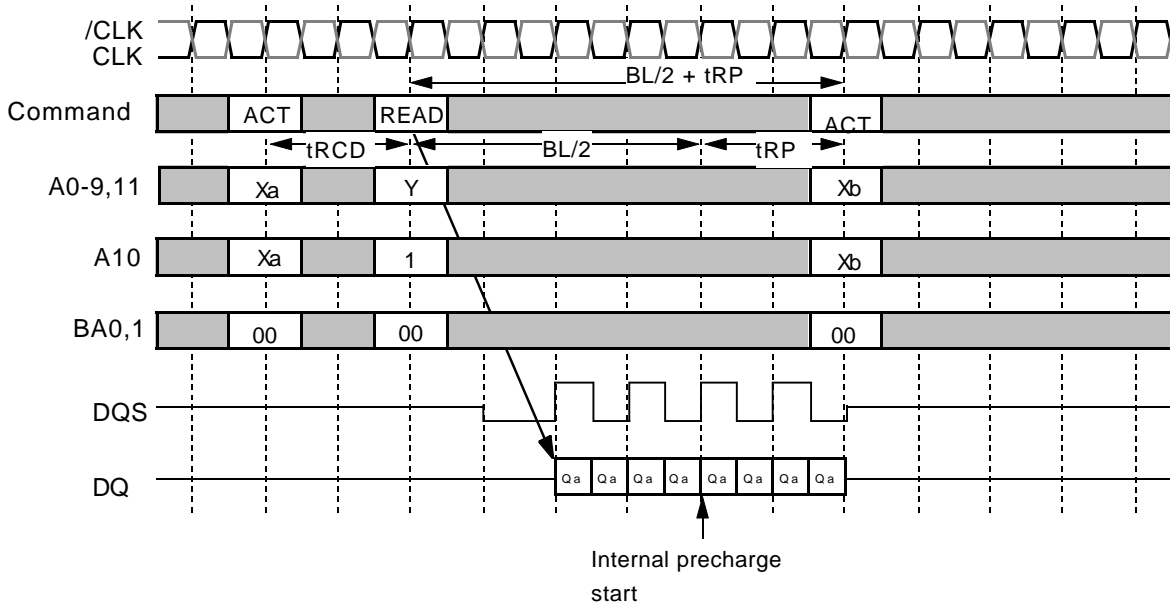 /CLK
CLK
BL/2 + tRP
Command ACT READ ACT
tRCD BL/2 tRP
A0-9,11 Xa Y Xb
A10 Xa 1 Xb
BA0,1 00 00 00
DQS
DQ Qa Qa Qa Qa Qa Qa Qa Qa
Internal precharge
start